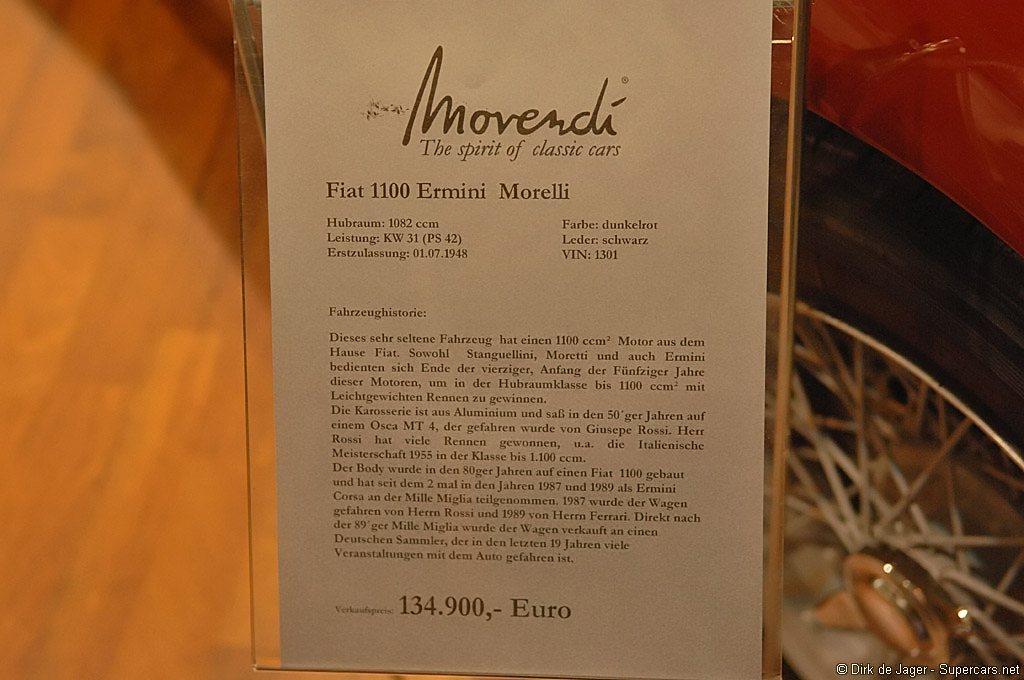 Movendi®
The spirit of classic cars
Fiat 1100 Ermini Morelli
Hubraum: 1082 ccm
Leistung: KW 31 (PS 42)
Erstzulassung: 01.07.1948
Farbe: dunkelrot
Leder: schwarz
VIN: 1301
Fahrzeughistorie:
Dieses sehr seltene Fahrzeug hat einen 1100 ccm² Motor aus dem
Hause Fiat. Sowohl Stanguellini, Moretti und auch Ermini
bedienten sich Ende der vierziger, Anfang der Fünfziger Jahre
dieser Motoren, um in der Hubraumklasse bis 1100 ccm² mit
Leichtgewichten Rennen zu gewinnen.
Die Karosserie ist aus Aluminium und saß in den 50´ger Jahren auf
einem Osca MT 4, der gefahren wurde von Giusepe Rossi. Herr
Rossi hat viele Rennen gewonnen, u.a. die Italienische
Meisterschaft 1955 in der Klasse bis 1.100 ccm.
Der Body wurde in den 80ger Jahren auf einen Fiat 1100 gebaut
und hat seit dem 2 mal in den Jahren 1987 und 1989 als Ermini
Corsa an der Mille Miglia teilgenommen. 1987 wurde der Wagen
gefahren von Herrn Rossi und 1989 von Herrn Ferrari. Direkt nach
der 89´ger Mille Miglia wurde der Wagen verkauft an einen
Deutschen Sammler, der in den letzten 19 Jahren viele
Veranstaltungen mit dem Auto gefahren ist.
Verkaufspreis: 134.900,- Euro
© Dirk de Jager - Supercars.net